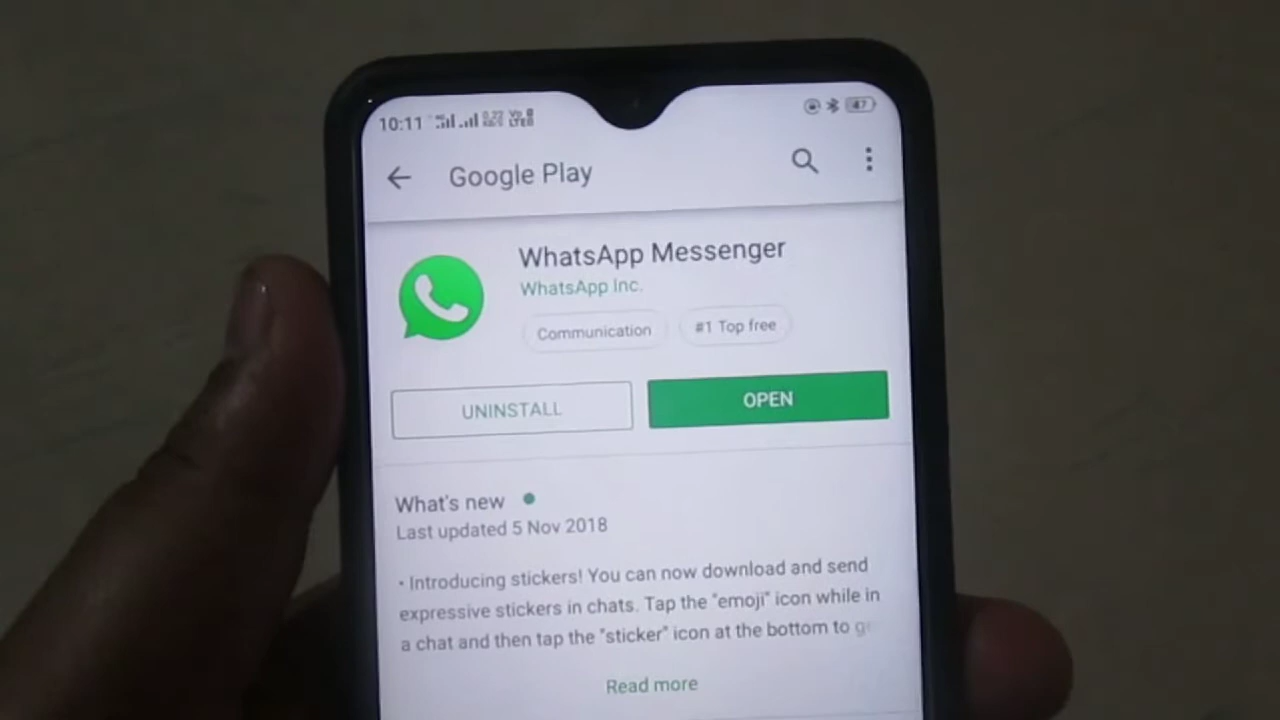 10:11
47
Google Play
WhatsApp Messenger
WhatsApp Inc.
Communication
#1 Top free
UNINSTALL
OPEN
What's new
Last updated 5 Nov 2018
• Introducing stickers! You can now download and send
expressive stickers in chats. Tap the "emoji" icon while in
a chat and then tap the "sticker" icon at the bottom to
Read more